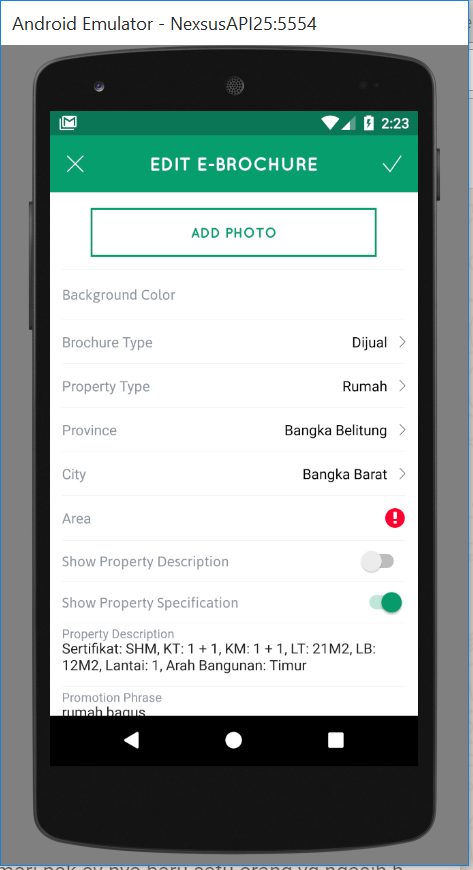 Android Emulator - NexsusAPI25:5554
2:23
EDIT E-BROCHURE
ADD PHOTO
Background Color
Brochure Type Dijual
Property Type Rumah
Province Bangka Belitung
City Bangka Barat
Area
Show Property Description
Show Property Specification
Property Description
Sertifikat: SHM, KT: 1 + 1, KM: 1 + 1, LT: 21M2, LB:
12M2, Lantai: 1, Arah Bangunan: Timur
Promotion Phrase
rumah bagus